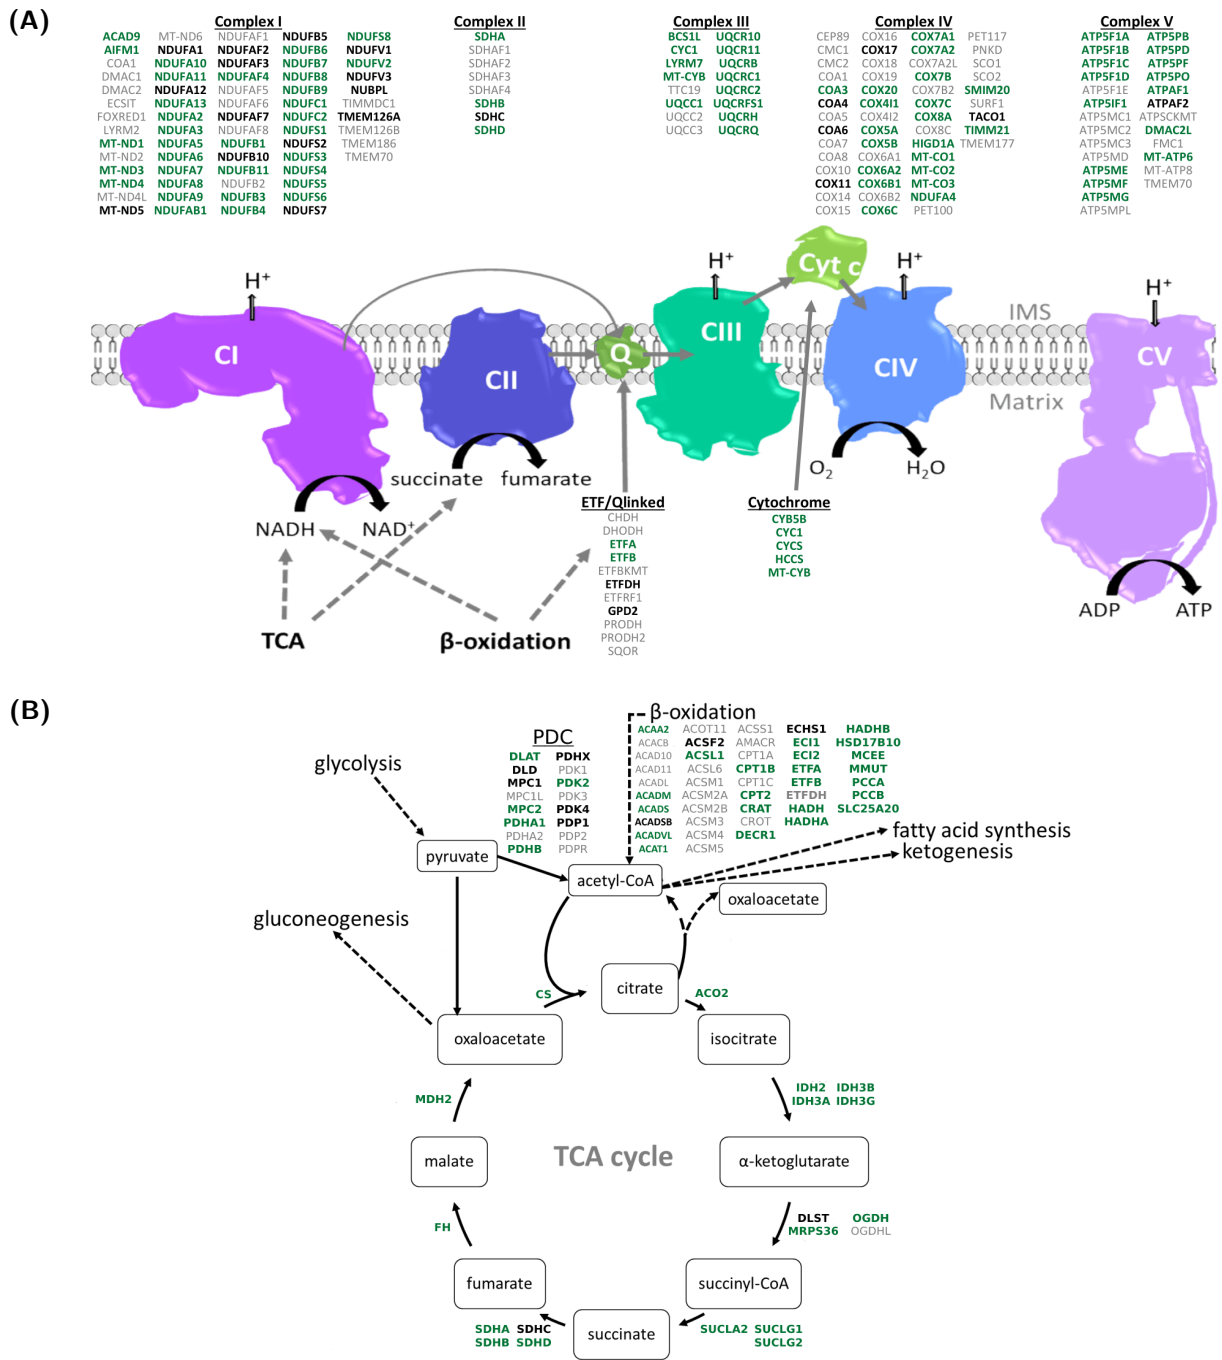 (A)
Complex I
ACAD9 MT-ND6 NDUFAF1 NDUFB5 NDUFS8
AIFM1 NDUFA1 NDUFAF2 NDUFB6 NDUFV1
COA1 NDUFA10 NDUFAF3 NDUFB7 NDUFV2
DMAC1 NDUFA11 NDUFAF4 NDUFB8 NDUFV3
DMAC2 NDUFA12 NDUFAF5 NDUFB9 NUBPL
ECSIT NDUFA13 NDUFAF6 NDUFC1 TIMMDC1
FOXRED1 NDUFA2 NDUFAF7 NDUFC2 TMEM126A
LYRM2 NDUFA3 NDUFAF8 NDUFS1 TMEM126B
MT-ND1 NDUFA5 NDUFB1 NDUFS2 TMEM186
MT-ND2 NDUFA6 NDUFB10 NDUFS3 TMEM70
MT-ND3 NDUFA7 NDUFB11 NDUFS4
MT-ND4 NDUFA8 NDUFB2 NDUFS5
MT-ND4L NDUFA9 NDUFB3 NDUFS6
MT-ND5 NDUFAB1 NDUFB4 NDUFS7
Complex II
SDHA
SDHAF1
SDHAF2
SDHAF3
SDHAF4
SDHB
SDHC
SDHD
Complex III
BCS1L UQCR10
CYC1 UQCR11
LYRM7 UQCRB
MT-CYB UQCRC1
TTC19 UQCRC2
UQCC1 UQCRFS1
UQCC2 UQCRH
UQCC3 UQCRQ
Complex IV
CEP89 COX16 COX7A1 PET117
CMC1 COX17 COX7A2 PNKD
CMC2 COX18 COX7A2L SCO1
COA1 COX19 COX7B SCO2
COA3 COX20 COX7B2 SMIM20
COA4 COX4I1 COX7C SURF1
COA5 COX4I2 COX8A TACO1
COA6 COX5A COX8C TIMM21
COA7 COX5B HIGD1A TMEM177
COA8 COX6A1 MT-CO1
COX10 COX6A2 MT-CO2
COX11 COX6B1 MT-CO3
COX14 COX6B2 NDUFA4
COX15 COX6C PET100
Complex V
ATP5F1A ATP5PB
ATP5F1B ATP5PD
ATP5F1C ATP5PF
ATP5F1D ATP5PO
ATP5F1E ATPAF1
ATP5IF1 ATPAF2
ATP5MC1 ATPSCKMT
ATP5MC2 DMAC2L
ATP5MC3 FMC1
ATP5MD MT-ATP6
ATP5ME MT-ATP8
ATP5MF TMEM70
ATP5MG
ATP5MPL
H+ H+ H+ H+
CI CII Q CIII Cyt c CIV CV
IMS
Matrix
succinate fumarate
O2 H2O
NADH NAD+
ADP ATP
TCA
β-oxidation
ETF/Qlinked
CHDH
DHODH
ETFA
ETFB
ETFBKMT
ETFDH
ETFRF1
GPD2
PRODH
PRODH2
SQOR
Cytochrome
CYB5B
CYC1
CYCS
HCCS
MT-CYB
(B)
glycolysis
PDC
DLAT PDHX
DLD PDK1
MPC1 PDK2
MPC1L PDK3
MPC2 PDK4
PDHA1 PDP1
PDHA2 PDP2
PDHB PDPR
β-oxidation
ACAA2 ACOT11 ACSS1 ECHS1 HADHB
ACACB ACSF2 AMACR ECI1 HSD17B10
ACAD10 ACSL1 CPT1A ECI2 MCEE
ACAD11 ACSL6 CPT1B ETFA MMUT
ACADL ACSM1 CPT1C ETFB PCCA
ACADM ACSM2A CPT2 ETFDH PCCB
ACADS ACSM2B CRAT HADH SLC25A20
ACADSB ACSM3 CROT HADHA
ACADVL ACSM4 DECR1
ACAT1 ACSM5
fatty acid synthesis
ketogenesis
pyruvate
acetyl-CoA
oxaloacetate
gluconeogenesis
citrate
CS
ACO2
oxaloacetate
isocitrate
MDH2
IDH2 IDH3B
IDH3A IDH3G
malate
TCA cycle
α-ketoglutarate
FH
DLST OGDH
MRPS36 OGDHL
fumarate
succinyl-CoA
SDHA SDHC
SDHB SDHD
succinate
SUCLA2 SUCLG1
SUCLG2